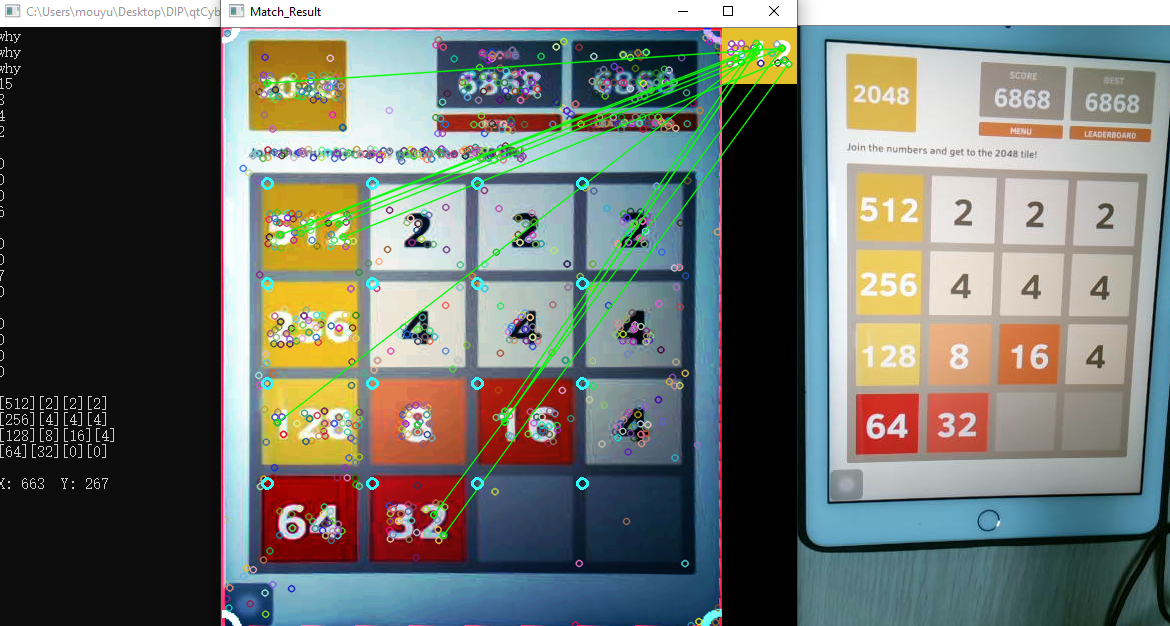 C:\Users\mouyu\Desktop\DIP\qtCyb
why
why
why
15
3
4
2
0
0
0
6
0
0
7
0
0
0
0
0
[512][2][2][2]
[256][4][4][4]
[128][8][16][4]
[64][32][0][0]
X: 663 Y: 267
Match_Result
2048
6868
512 2 2 2
256 4 4 4
128 8 16 4
64 32
2048
SCORE
6868
MENU
BEST
6868
LEADERBOARD
Join the numbers and get to the 2048 tile!
512 2 2 2
256 4 4 4
128 8 16 4
64 32